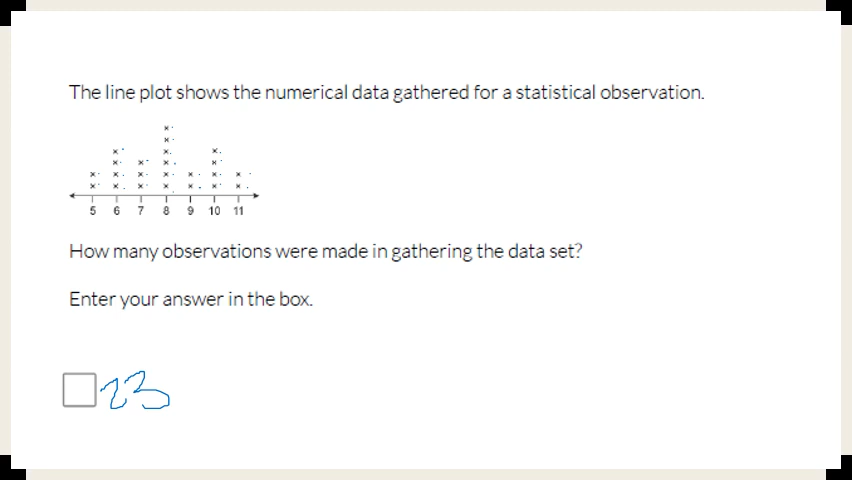 The line plot shows the numerical data gathered for a statistical observation.
5 6 7 8 9 10 11
How many observations were made in gathering the data set?
Enter your answer in the box.
23